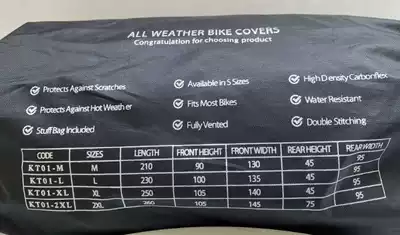 ALL WEATHER BIKE COVERS
Congratulation for choosing product
Protects Against Scratches
Available in 5 Sizes
High Density Carbonflex
Protects Against Hot Weather
Fits Most Bikes
Water Resistant
Stuff Bag Included
Fully Vented
Double Stitching
CODE SIZES LENGTH FRONT HEIGHT FRONT WIDTH REAR HEIGHT REAR WIDTH
KT01-M M 210 90 130 45 95
KT01-L L 230 100 135 45 95
KT01-XL XL 250 105 140 45 95
KT01-2XL 2XL 260 105 145 75